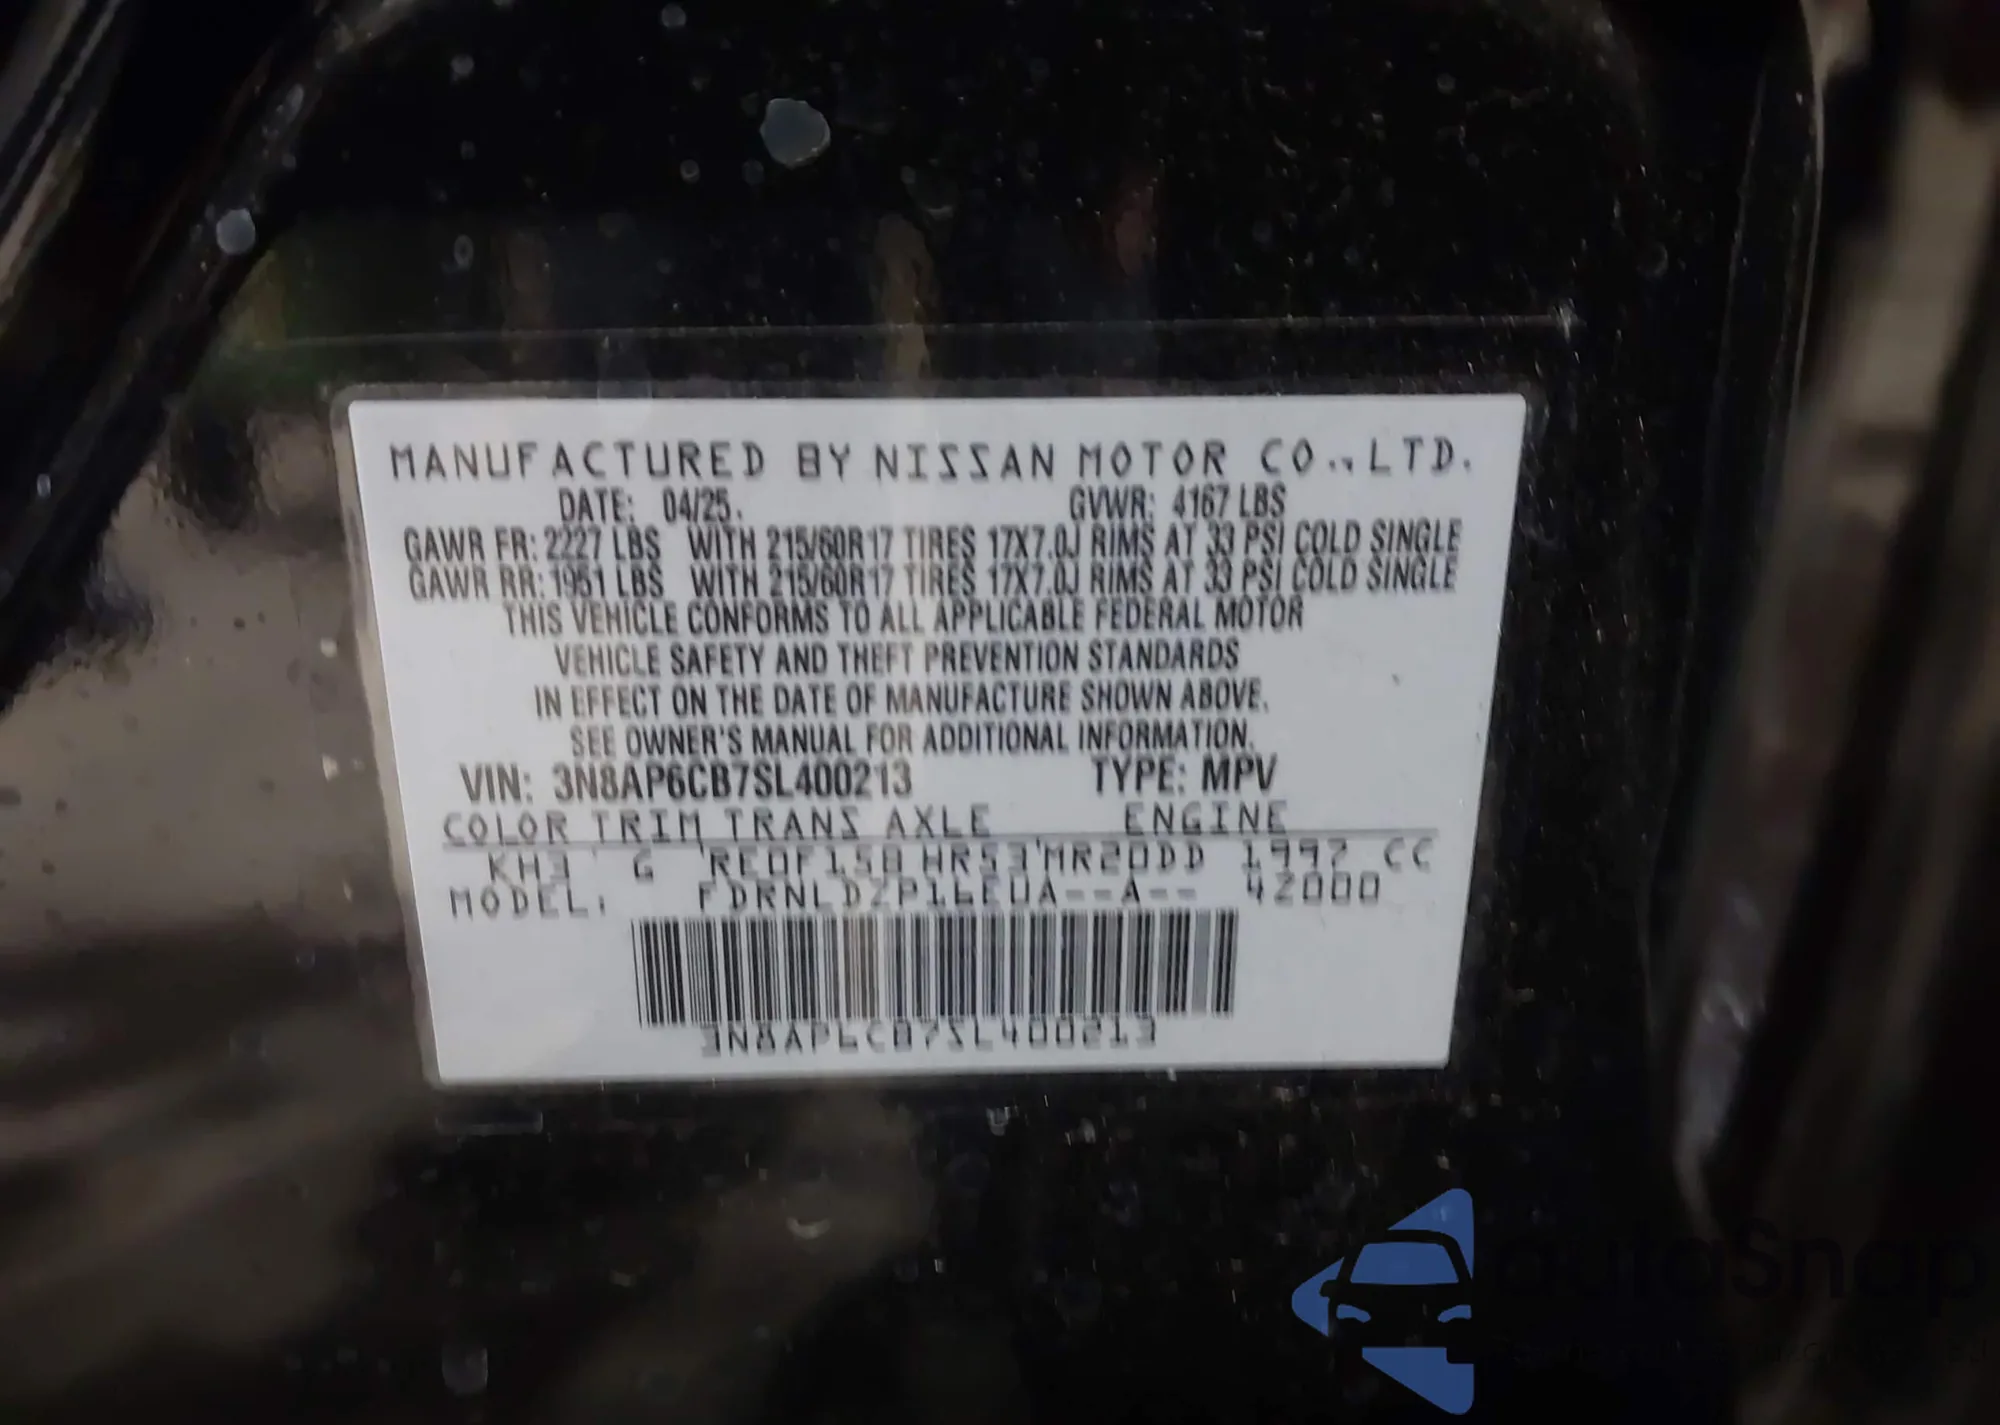 MANUFACTURED BY NISSAN MOTOR CO., LTD.
DATE: 04/25. GVWR: 4167 LBS
GAWR FR: 2227 LBS WITH 215/60R17 TIRES 17X7.0J RIMS AT 33 PSI COLD SINGLE
GAWR RR: 1951 LBS WITH 215/60R17 TIRES 17X7.0J RIMS AT 33 PSI COLD SINGLE
THIS VEHICLE CONFORMS TO ALL APPLICABLE FEDERAL MOTOR
VEHICLE SAFETY AND THEFT PREVENTION STANDARDS
IN EFFECT ON THE DATE OF MANUFACTURE SHOWN ABOVE.
SEE OWNER'S MANUAL FOR ADDITIONAL INFORMATION.
VIN: 3N8AP6CB7SL400213 TYPE: MPV
COLOR TRIM TRANS AXLE ENGINE
KH3 G RE0F15B HR53 MR20DD 1997 CC
MODEL: FDRNLDZP16EUA--A-- 42000
3N8AP6CB7SL400213
AutoSnap